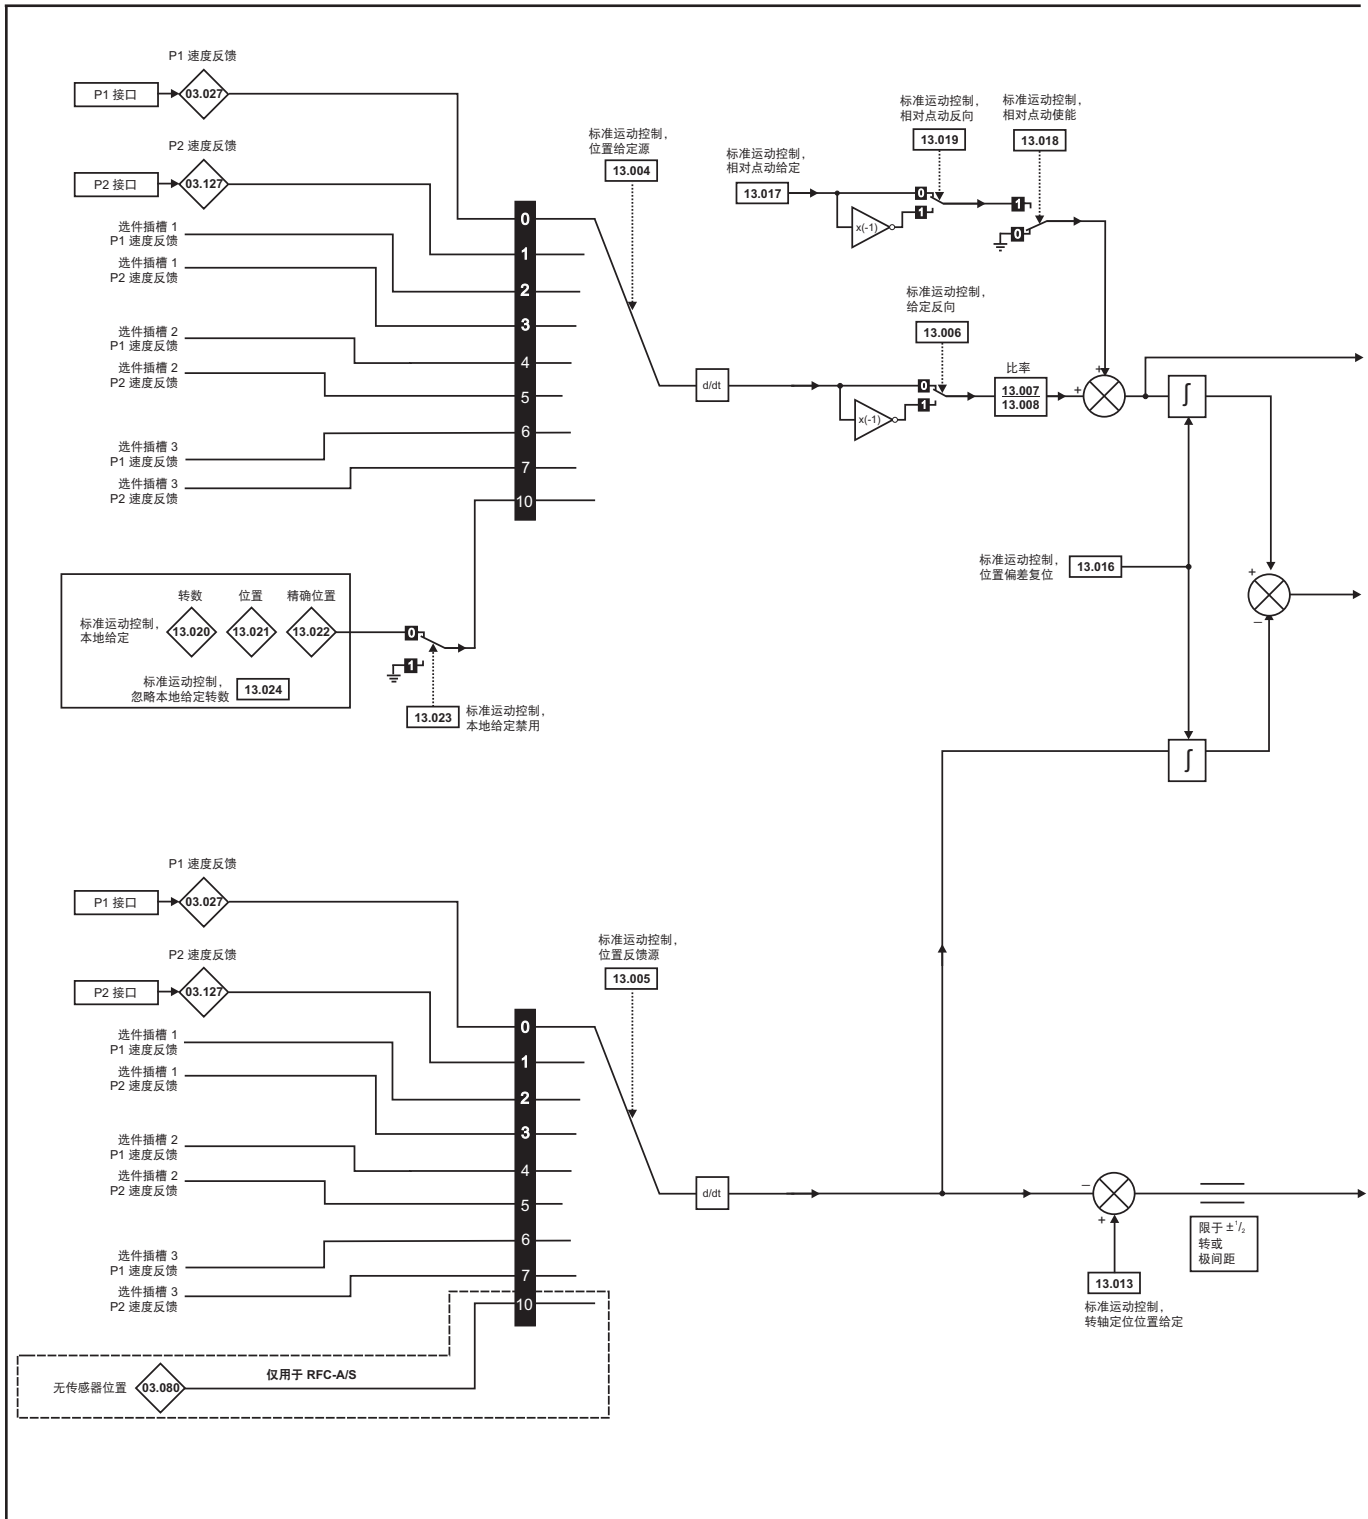 P1 速度反馈
P1 接口
03.027
P2 速度反馈
P2 接口
03.127
选件插槽 1
P1 速度反馈
选件插槽 1
P2 速度反馈
选件插槽 2
P1 速度反馈
选件插槽 2
P2 速度反馈
选件插槽 3
P1 速度反馈
选件插槽 3
P2 速度反馈
0
1
2
3
4
5
6
7
10
标准运动控制，
位置给定源
13.004
d/dt
标准运动控制，
相对点动给定
13.017
x(-1)
标准运动控制，
相对点动反向
13.019
0
1
标准运动控制，
相对点动使能
13.018
1
0
标准运动控制，
给定反向
13.006
0
1
x(-1)
比率
13.007
13.008
+
+
∫
标准运动控制，
位置偏差复位
13.016
+
–
∫
转数
位置
精确位置
标准运动控制，
本地给定
13.020
13.021
13.022
标准运动控制，
忽略本地给定转数
13.024
0
1
13.023
标准运动控制，
本地给定禁用
P1 速度反馈
P1 接口
03.027
P2 速度反馈
P2 接口
03.127
选件插槽 1
P1 速度反馈
选件插槽 1
P2 速度反馈
选件插槽 2
P1 速度反馈
选件插槽 2
P2 速度反馈
选件插槽 3
P1 速度反馈
选件插槽 3
P2 速度反馈
0
1
2
3
4
5
6
7
10
标准运动控制，
位置反馈源
13.005
d/dt
–
+
13.013
标准运动控制，
转轴定位位置给定
限于 ±1/2
转或
极间距
无传感器位置
03.080
仅用于 RFC-A/S